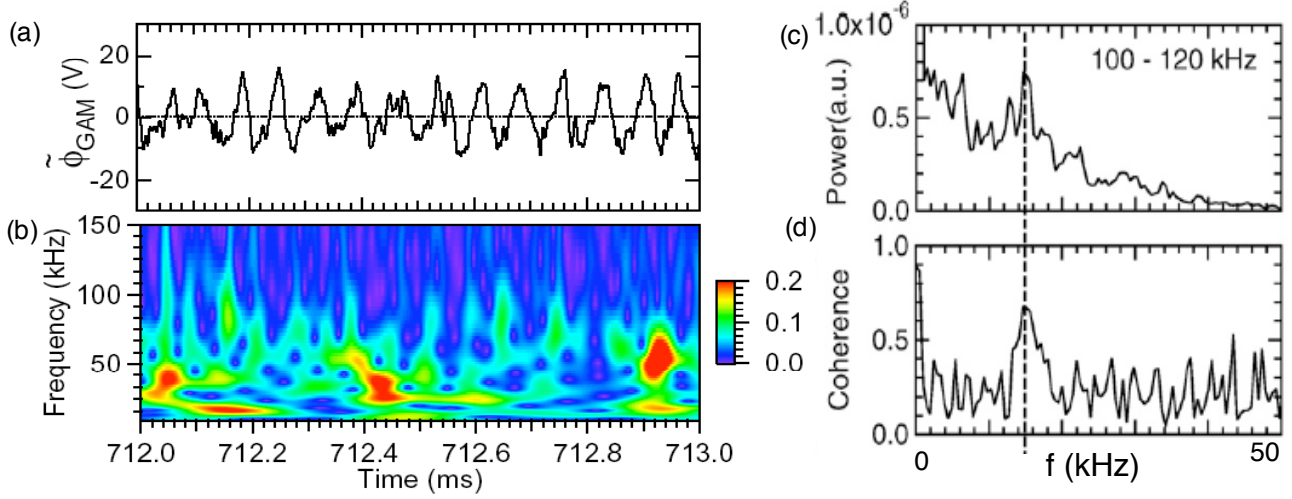 (a)
20
0
-20
ϕ̃GAM (V)
(b)
150
100
50
Frequency (kHz)
712.0 712.2 712.4 712.6 712.8 713.0
Time (ms)
0.2
0.1
0.0
(c)
1.0x10-6
0.5
0.0
Power(a.u.)
100 - 120 kHz
(d)
1.0
0.5
0.0
Coherence
0 50
f (kHz)